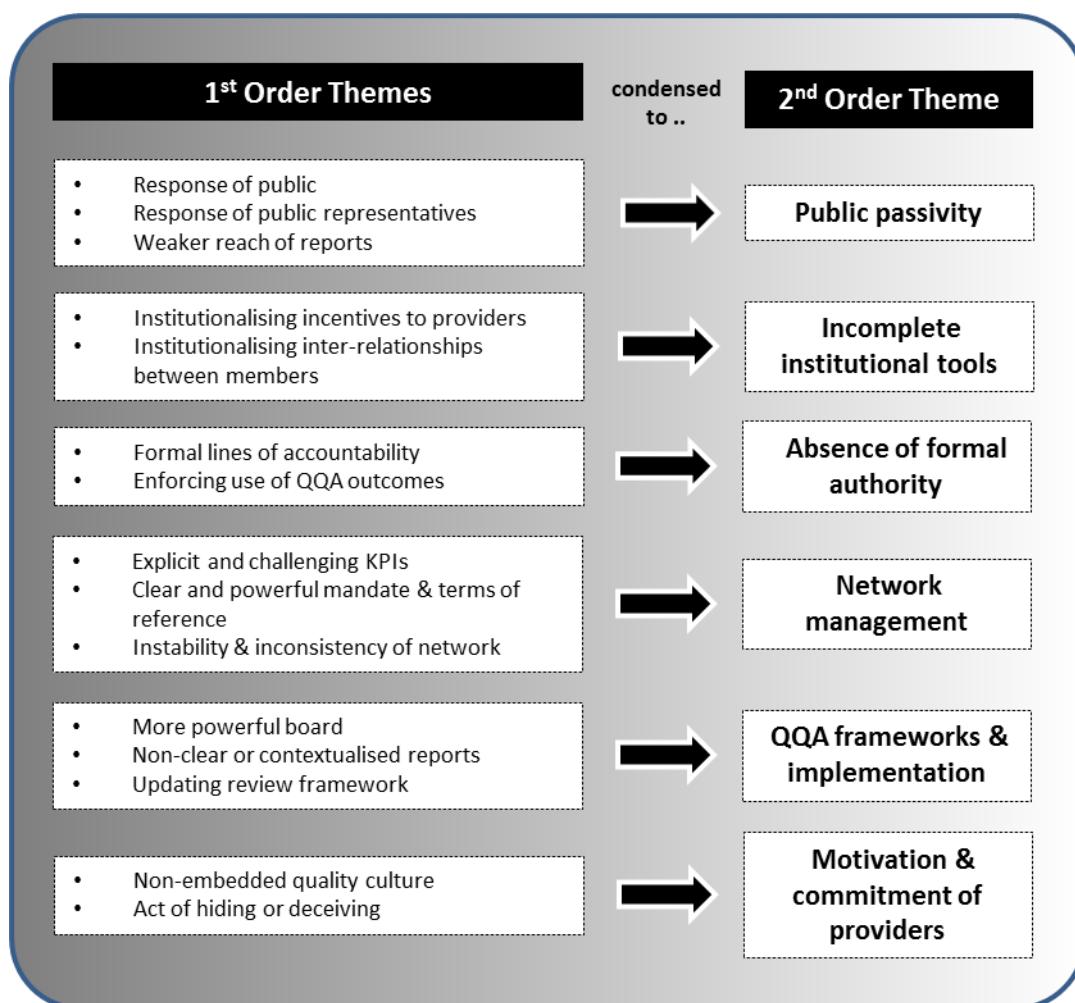 1st Order Themes
condensed
to ..
2nd Order Theme
• Response of public
• Response of public representatives
• Weaker reach of reports
Public passivity
• Institutionalising incentives to providers
• Institutionalising inter-relationships
between members
Incomplete
institutional tools
• Formal lines of accountability
• Enforcing use of QQA outcomes
Absence of formal
authority
• Explicit and challenging KPIs
• Clear and powerful mandate & terms of
reference
• Instability & inconsistency of network
Network
management
• More powerful board
• Non-clear or contextualised reports
• Updating review framework
QQA frameworks &
implementation
• Non-embedded quality culture
• Act of hiding or deceiving
Motivation &
commitment of
providers